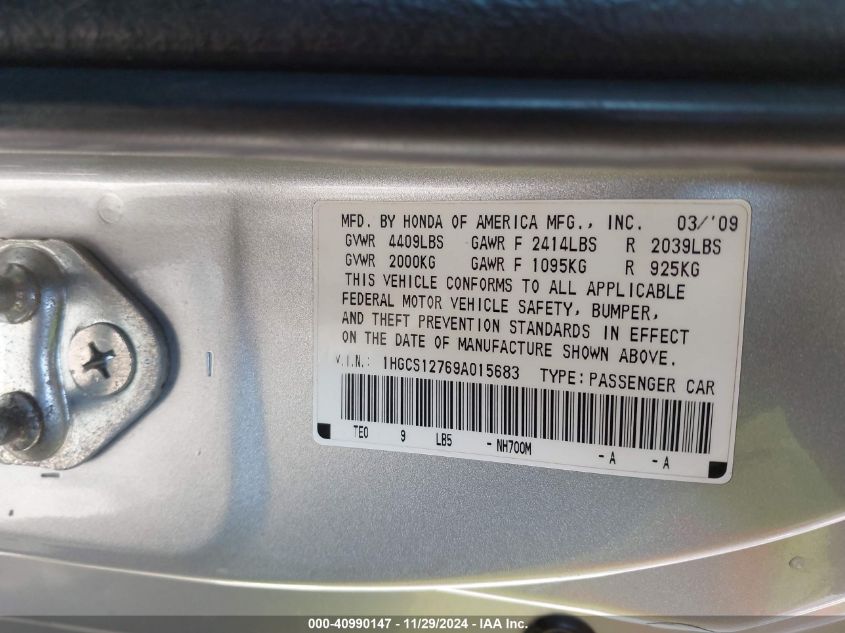 MFD. BY HONDA OF AMERICA MFG., INC. 03/'09
GVWR 4409LBS GAWR F 2414LBS R 2039LBS
GVWR 2000KG GAWR F 1095KG R 925KG
THIS VEHICLE CONFORMS TO ALL APPLICABLE
FEDERAL MOTOR VEHICLE SAFETY, BUMPER,
AND THEFT PREVENTION STANDARDS IN EFFECT
ON THE DATE OF MANUFACTURE SHOWN ABOVE.
V.I.N.: 1HGCS12769A015683 TYPE: PASSENGER CAR
TE0 9 LB5 -NH700M -A -A
000-40990147 - 11/29/2024 - IAA Inc.